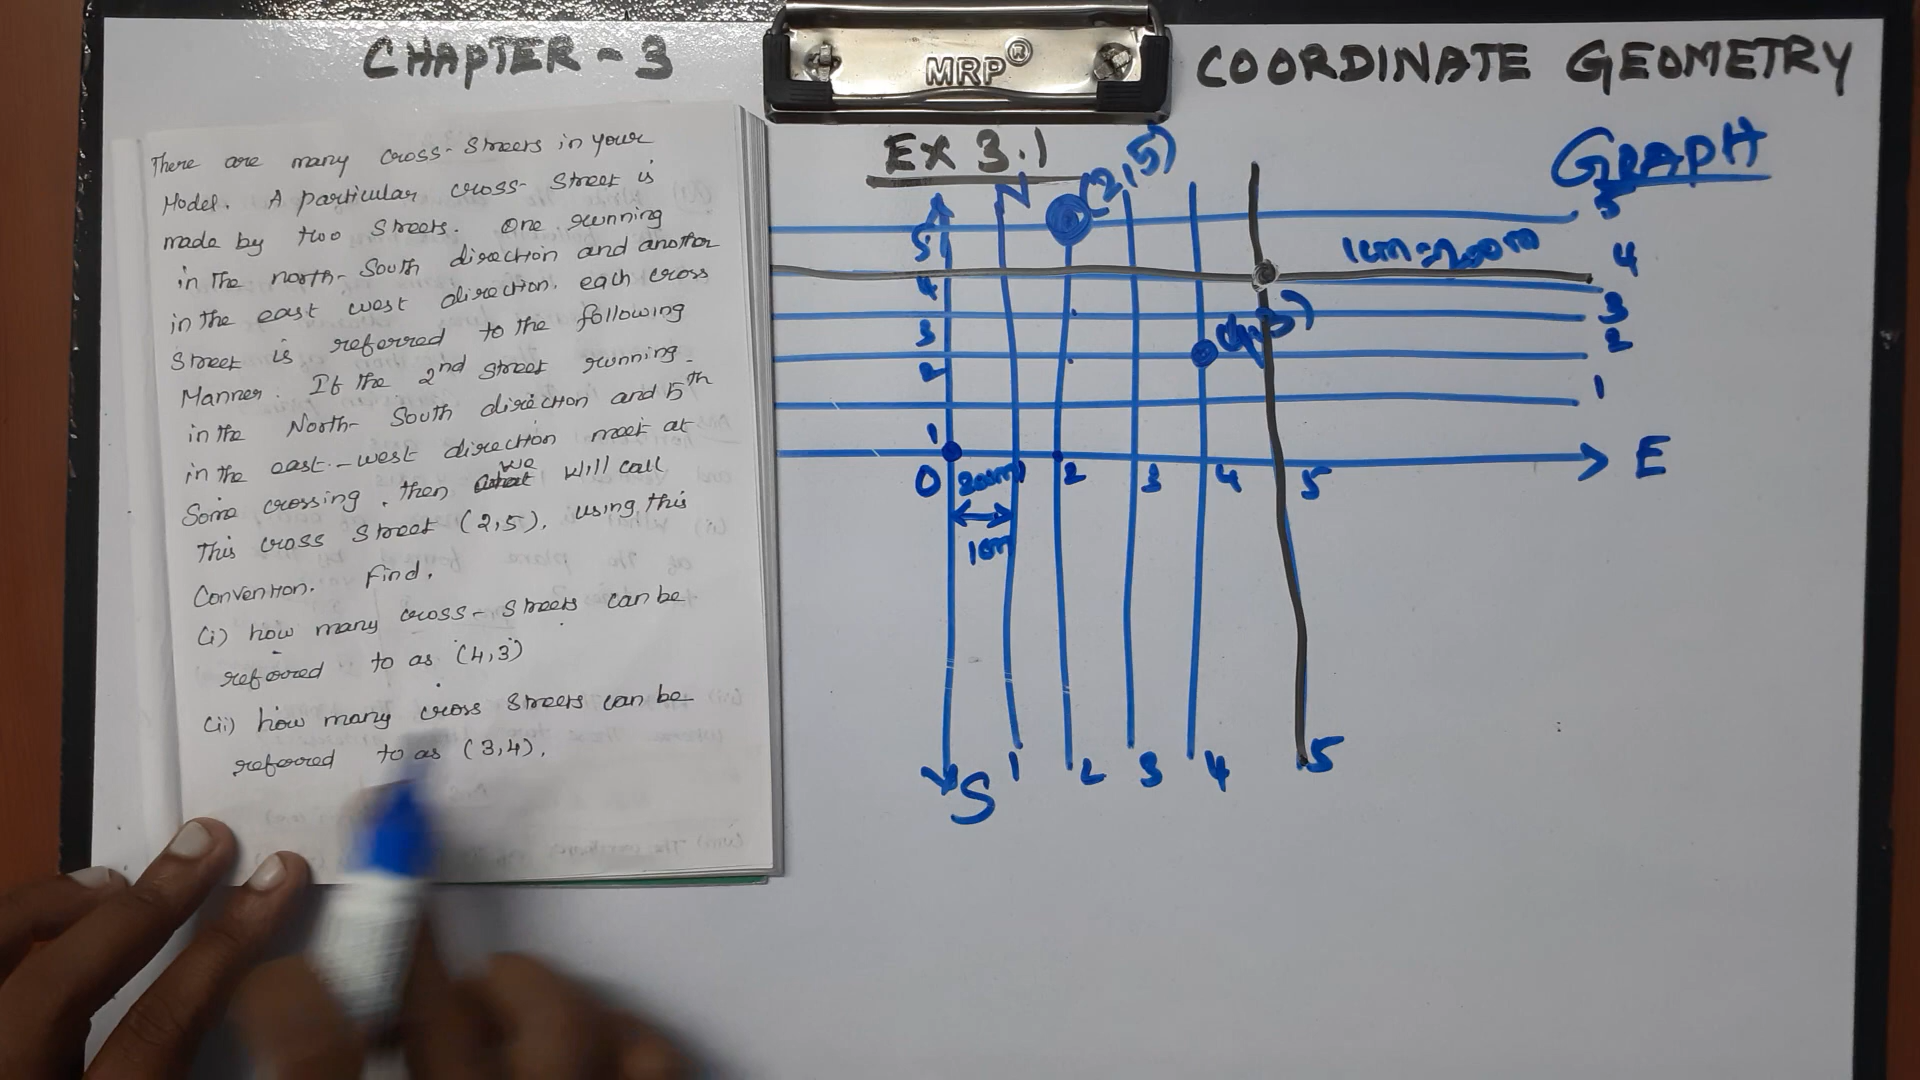 CHAPTER - 3
MRP®
COORDINATE GEOMETRY
There are many cross-Streets in your
Model. A particular cross-Street is
made by two Streets. One running
in the north-South direction and another
in the east west direction. each cross
Street is referred to the following
Manner. If the 2nd street running
in the North-South direction and 5th
in the east-west direction meet at
Some crossing, then we will call
this cross Street (2,5), using this
Convention. Find.
(i) how many cross-Streets can be
referred to as (4,3)
(ii) how many cross Streets can be
referred to as (3,4).
EX 3.1
GRAPH
N
(2,5)
5
5
1cm=200m
4
4
3
3
(4,3)
2
2
1
1
E
0
200m
2
3
4
5
1cm
S
1
2
3
4
5